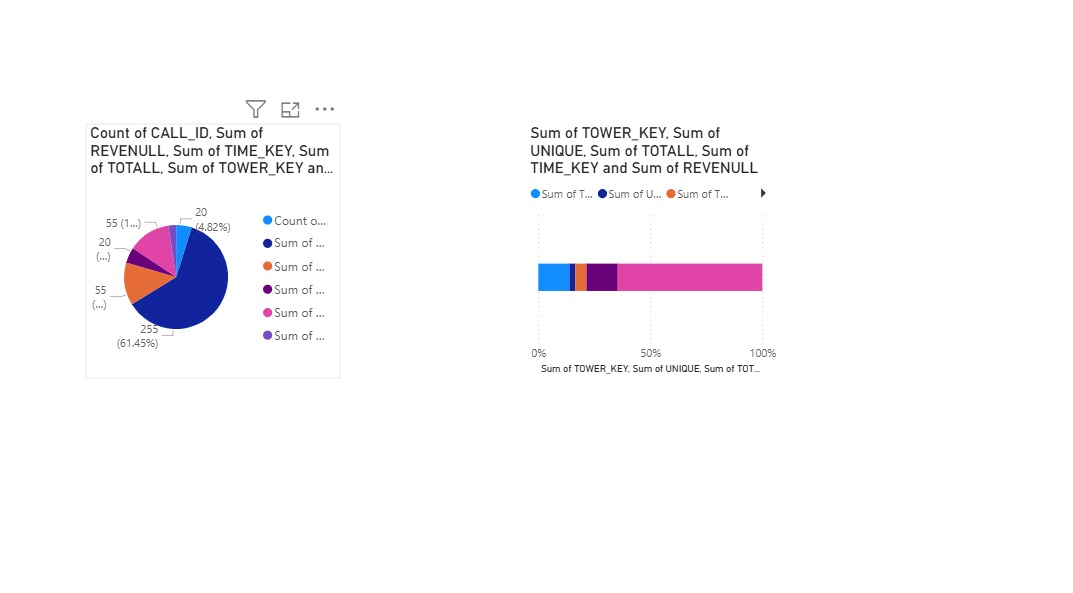 Count of CALL_ID, Sum of
REVENULL, Sum of TIME_KEY, Sum
of TOTALL, Sum of TOWER_KEY an...
20
(4.82%)
55 (1...)
20
(...)
55
(...)
255
(61.45%)
Count o...
Sum of ...
Sum of ...
Sum of ...
Sum of ...
Sum of ...
Sum of TOWER_KEY, Sum of
UNIQUE, Sum of TOTALL, Sum of
TIME_KEY and Sum of REVENULL
Sum of T... Sum of U... Sum of T...
0% 50% 100%
Sum of TOWER_KEY, Sum of UNIQUE, Sum of TOT...